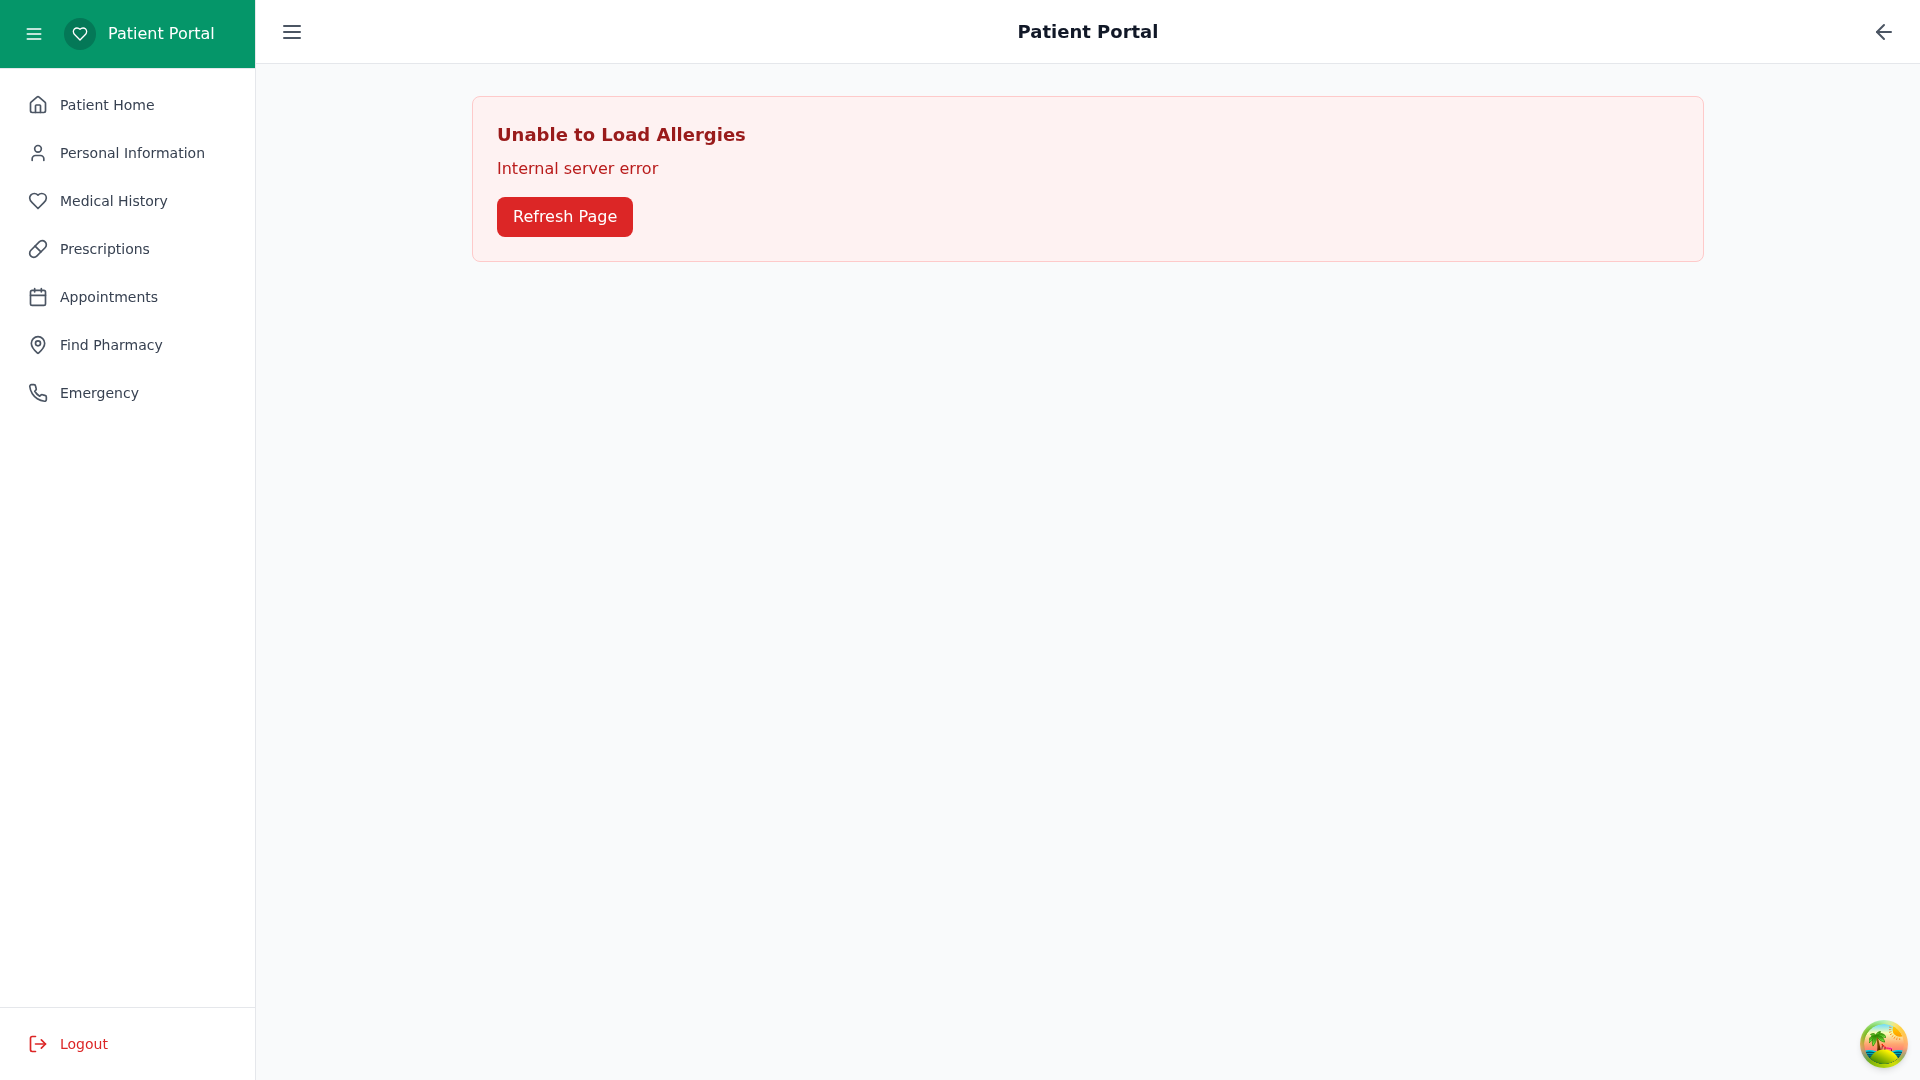 Patient Portal
Patient Home
Personal Information
Medical History
Prescriptions
Appointments
Find Pharmacy
Emergency
Logout
Patient Portal
Unable to Load Allergies
Internal server error
Refresh Page